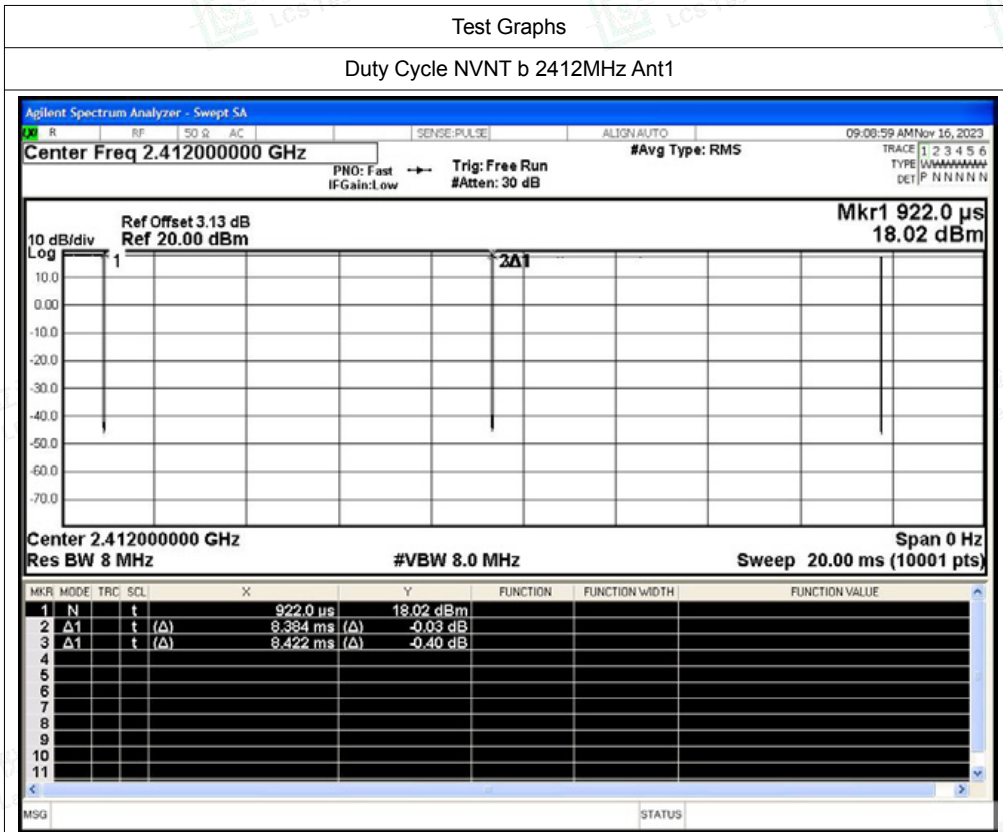 Test Graphs
Duty Cycle NVNT b 2412MHz Ant1
Agilent Spectrum Analyzer - Swept SA
R RF 50 Ω AC SENSE:PULSE ALIGN AUTO 09:08:59 AM Nov 16, 2023
Center Freq 2.412000000 GHz #Avg Type: RMS TRACE 1 2 3 4 5 6
PNO: Fast Trig: Free Run TYPE WWWWWW
IFGain:Low #Atten: 30 dB DET P N N N N N
Mkr1 922.0 µs
Ref Offset 3.13 dB
10 dB/div Ref 20.00 dBm 18.02 dBm
Log
1 3Δ1
10.0
0.00
-10.0
-20.0
-30.0
-40.0
-50.0
-60.0
-70.0
Center 2.412000000 GHz Span 0 Hz
Res BW 8 MHz #VBW 8.0 MHz Sweep 20.00 ms (10001 pts)
MKR MODE TRC SCL X Y FUNCTION FUNCTION WIDTH FUNCTION VALUE
1 N t 922.0 µs 18.02 dBm
2 Δ1 t (Δ) 8.384 ms (Δ) -0.03 dB
3 Δ1 t (Δ) 8.422 ms (Δ) -0.40 dB
4
5
6
7
8
9
10
11
MSG STATUS